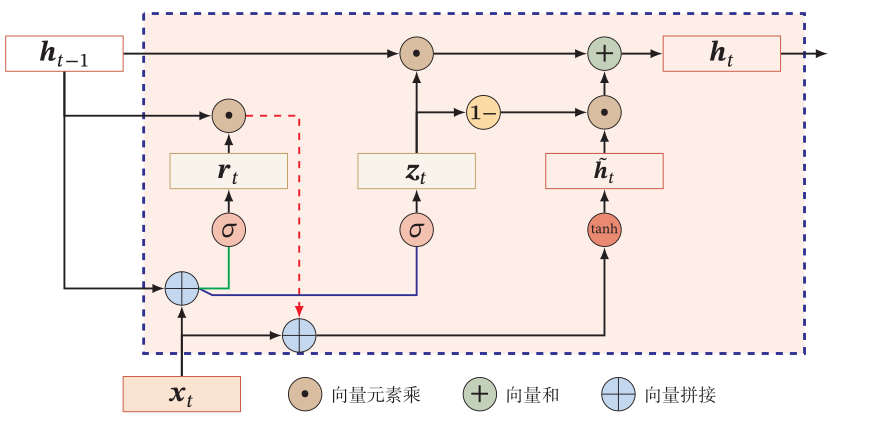 h_{t−1}
h_t
1−
r_t
z_t
h̃_t
σ
σ
tanh
x_t
向量元素乘
+
向量和
向量拼接